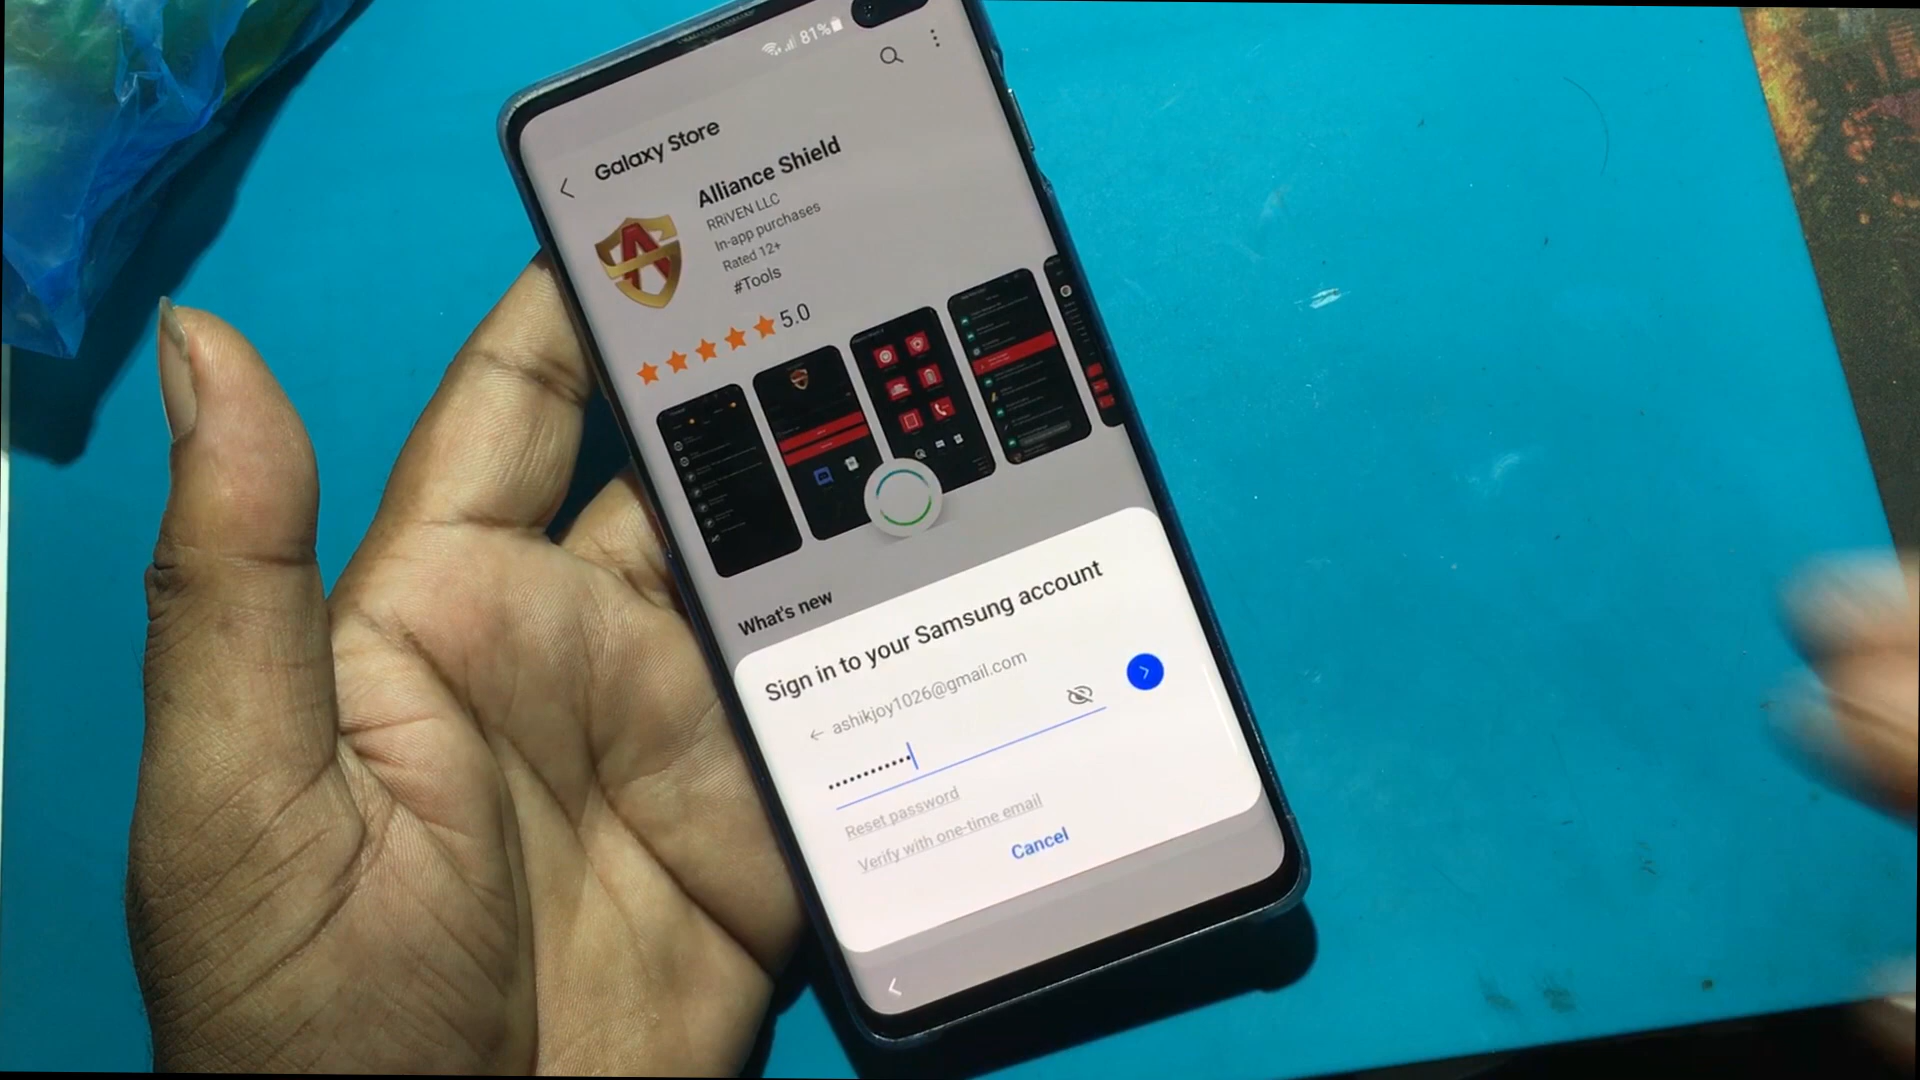 81%
Galaxy Store
Alliance Shield
RRiVEN LLC
In-app purchases
Rated 12+
#Tools
5.0
What's new
Sign in to your Samsung account
ashikjoy1026@gmail.com
Reset password
Verify with one-time email
Cancel